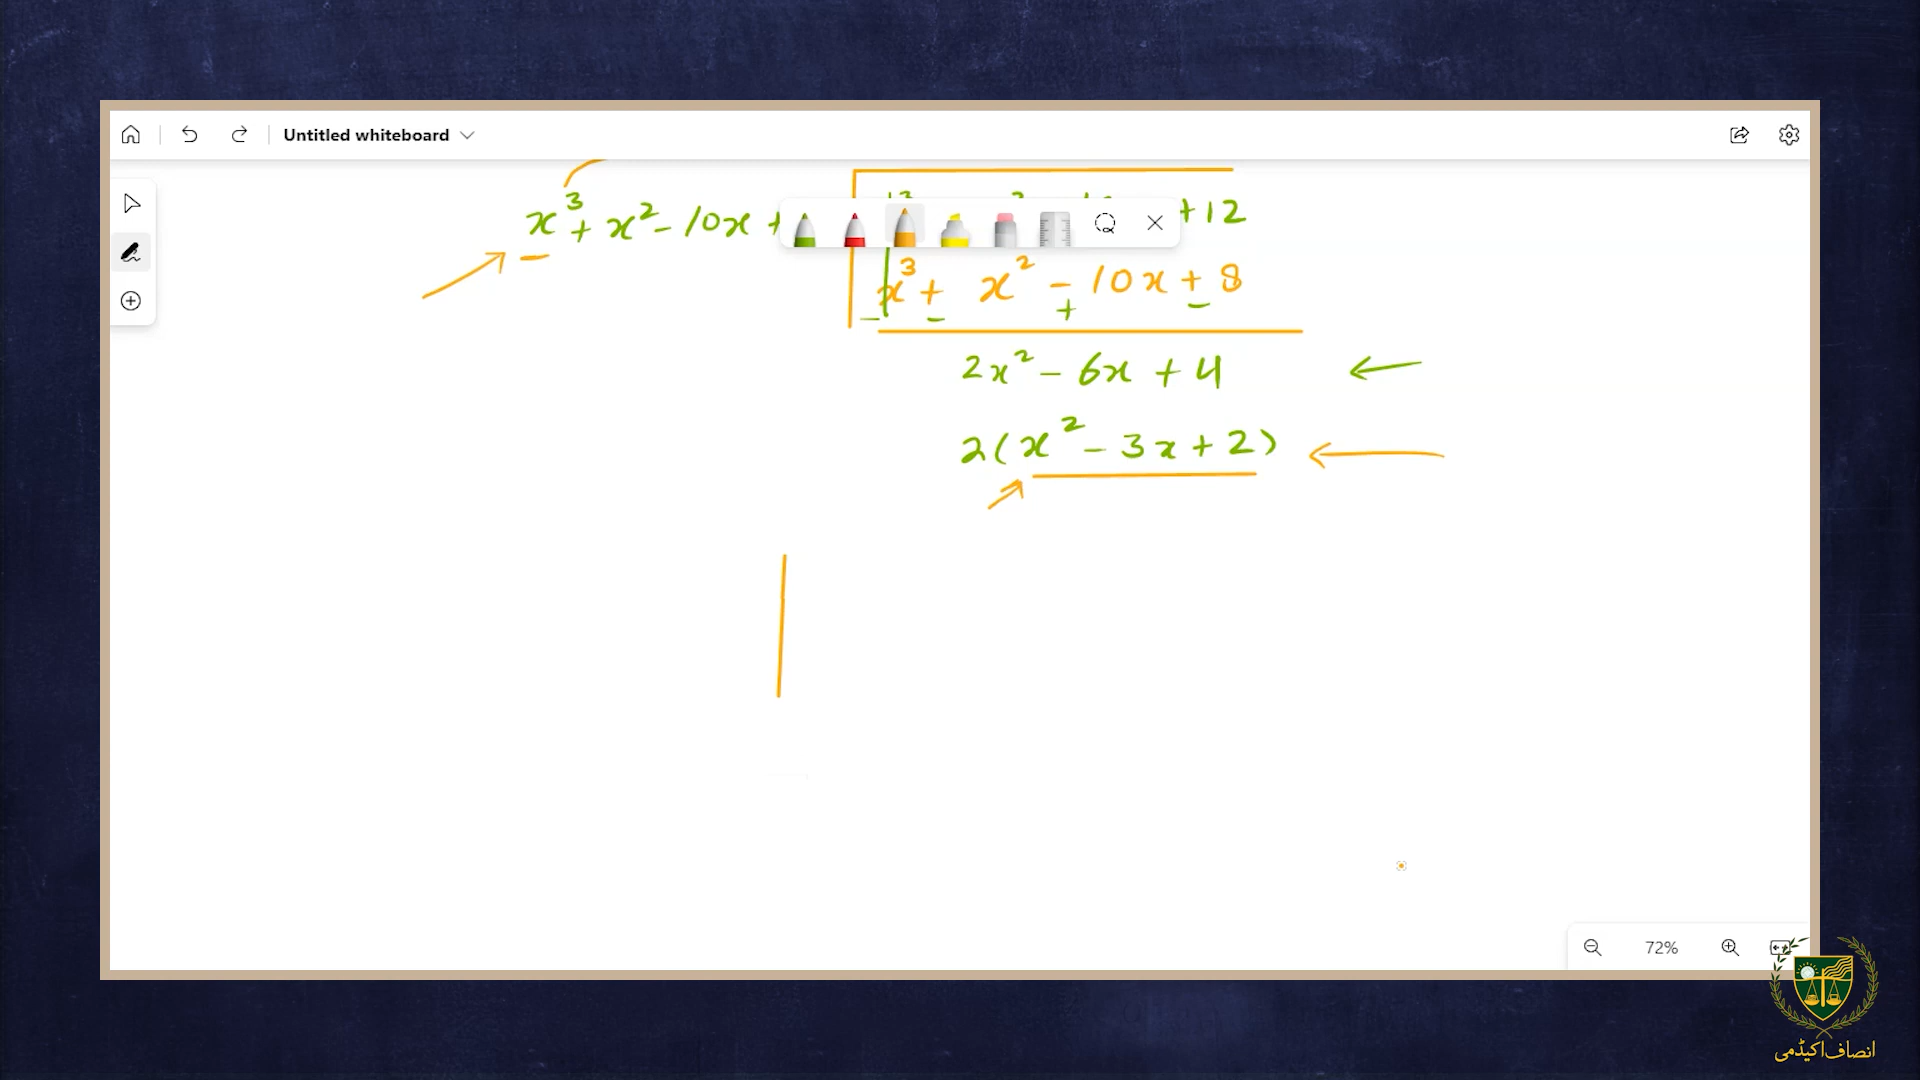 Untitled whiteboard
x³ + x² - 10x +
+12
x³ + x² - 10x + 8
- - + -
2x² - 6x + 4
2(x² - 3x + 2)
72%
انصاف اکیڈمی